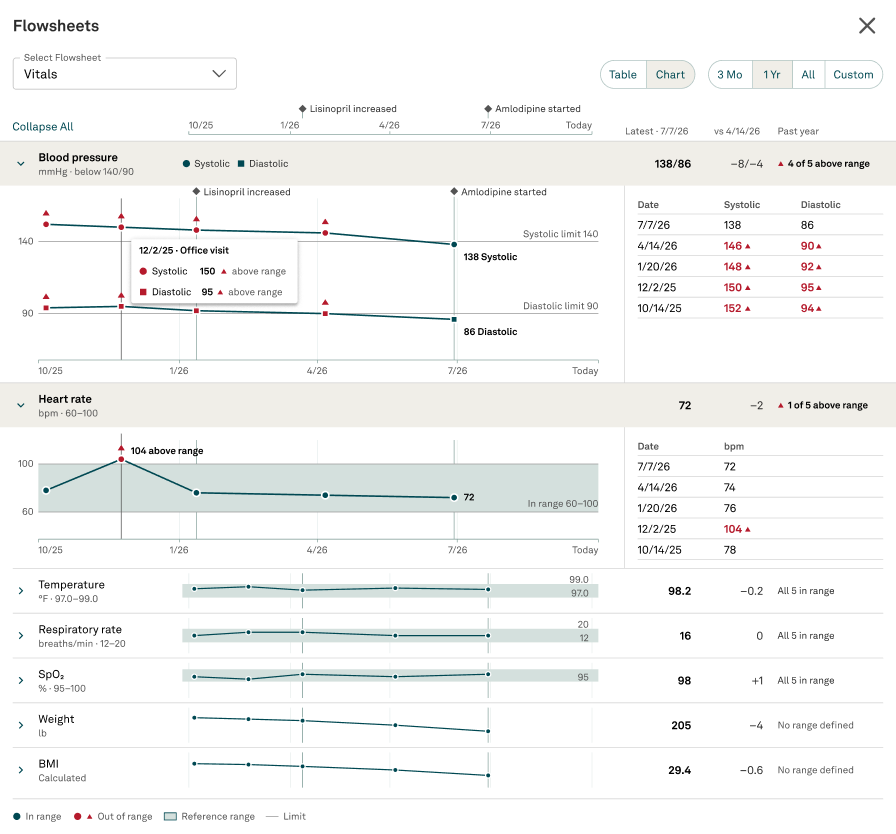 Flowsheets
Select Flowsheet
Vitals
Table Chart 3 Mo 1 Yr All Custom
Lisinopril increased Amlodipine started
Collapse All 10/25 1/26 4/26 7/26 Today Latest · 7/7/26 vs 4/14/26 Past year
Blood pressure Systolic Diastolic 138/86 −8/−4 4 of 5 above range
mmHg · below 140/90
Lisinopril increased Amlodipine started
140 Systolic limit 140
138 Systolic
12/2/25 · Office visit
Systolic 150 above range
Diastolic 95 above range
90 Diastolic limit 90
86 Diastolic
10/25 1/26 4/26 7/26 Today
Date Systolic Diastolic
7/7/26 138 86
4/14/26 146 90
1/20/26 148 92
12/2/25 150 95
10/14/25 152 94
Heart rate 72 −2 1 of 5 above range
bpm · 60–100
104 above range
100
72
60 In range 60–100
10/25 1/26 4/26 7/26 Today
Date bpm
7/7/26 72
4/14/26 74
1/20/26 76
12/2/25 104
10/14/25 78
Temperature 99.0 98.2 −0.2 All 5 in range
°F · 97.0–99.0 97.0
Respiratory rate 20 16 0 All 5 in range
breaths/min · 12–20 12
SpO₂ 95 98 +1 All 5 in range
% · 95–100
Weight 205 −4 No range defined
lb
BMI 29.4 −0.6 No range defined
Calculated
In range Out of range Reference range Limit